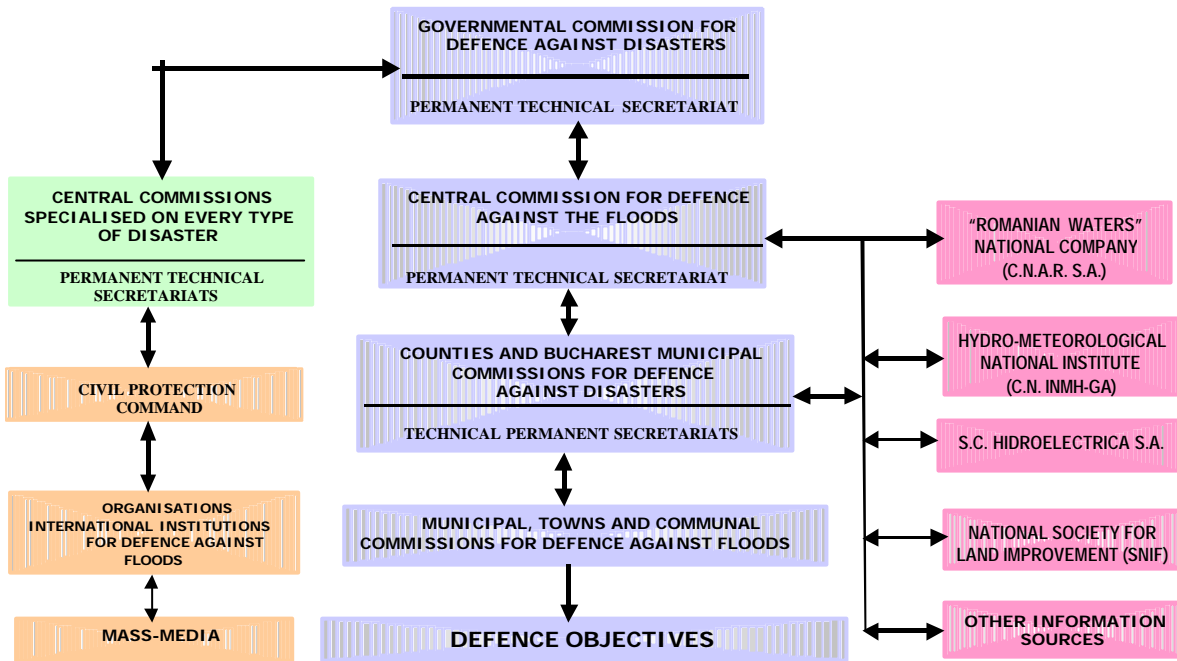 GOVERNMENTAL COMMISSION FOR
DEFENCE AGAINST DISASTERS
PERMANENT TECHNICAL SECRETARIAT
CENTRAL COMMISSIONS
SPECIALISED ON EVERY TYPE
OF DISASTER
PERMANENT TECHNICAL
SECRETARIATS
CENTRAL COMMISSION FOR DEFENCE
AGAINST THE FLOODS
PERMANENT TECHNICAL SECRETARIAT
"ROMANIAN WATERS"
NATIONAL COMPANY
(C.N.A.R. S.A.)
CIVIL PROTECTION
COMMAND
COUNTIES AND BUCHAREST MUNICIPAL
COMMISSIONS FOR DEFENCE
AGAINST DISASTERS
TECHNICAL PERMANENT SECRETARIATS
HYDRO-METEOROLOGICAL
NATIONAL INSTITUTE
(C.N. INMH-GA)
S.C. HIDROELECTRICA S.A.
ORGANISATIONS
INTERNATIONAL INSTITUTIONS
FOR DEFENCE AGAINST
FLOODS
MUNICIPAL, TOWNS AND COMMUNAL
COMMISSIONS FOR DEFENCE AGAINST FLOODS
NATIONAL SOCIETY FOR
LAND IMPROVEMENT (SNIF)
MASS-MEDIA
DEFENCE OBJECTIVES
OTHER INFORMATION
SOURCES